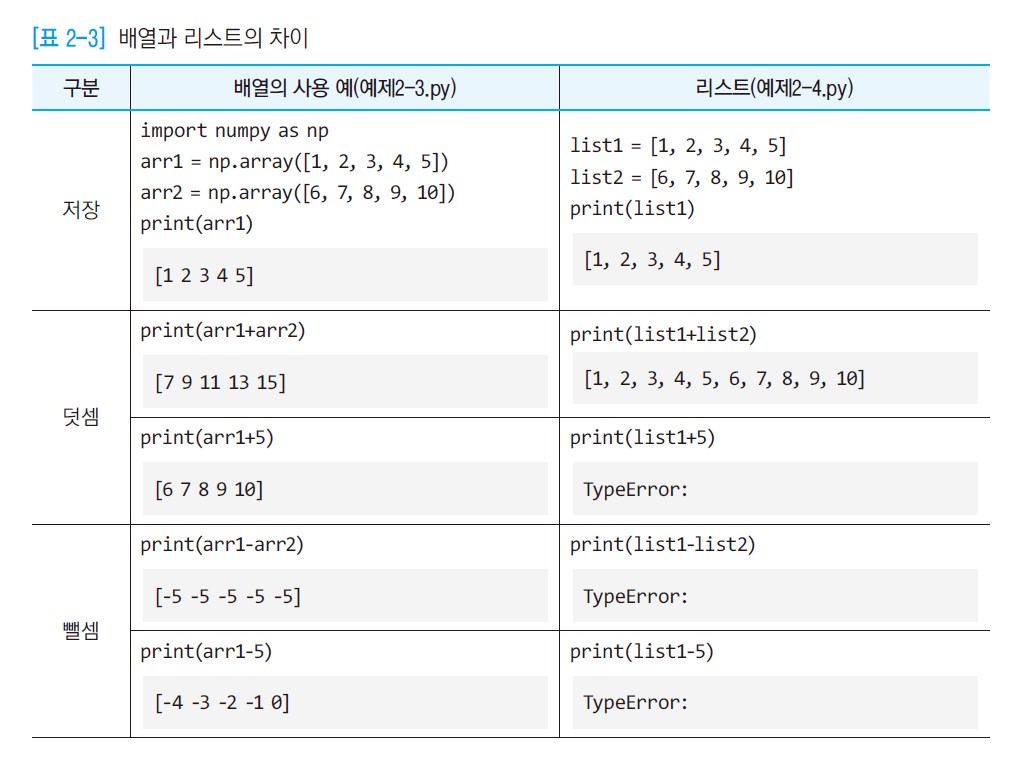 [표 2-3] 배열과 리스트의 차이
구분
배열의 사용 예(예제2-3.py)
리스트(예제2-4.py)
저장
import numpy as np
arr1 = np.array([1, 2, 3, 4, 5])
arr2 = np.array([6, 7, 8, 9, 10])
print(arr1)
[1 2 3 4 5]
list1 = [1, 2, 3, 4, 5]
list2 = [6, 7, 8, 9, 10]
print(list1)
[1, 2, 3, 4, 5]
덧셈
print(arr1+arr2)
[7 9 11 13 15]
print(list1+list2)
[1, 2, 3, 4, 5, 6, 7, 8, 9, 10]
print(arr1+5)
[6 7 8 9 10]
print(list1+5)
TypeError:
뺄셈
print(arr1-arr2)
[-5 -5 -5 -5 -5]
print(list1-list2)
TypeError:
print(arr1-5)
[-4 -3 -2 -1 0]
print(list1-5)
TypeError: